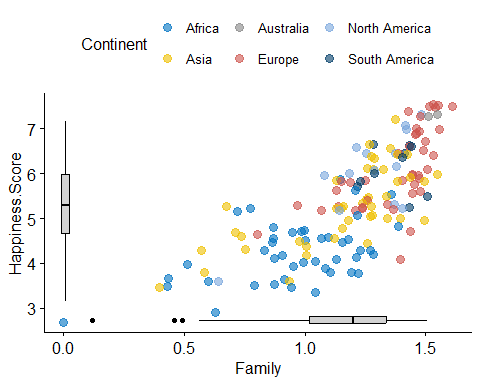 Continent
Africa
Australia
North America
Asia
Europe
South America
Happiness.Score
7
6
5
4
3
0.0
0.5
1.0
1.5
Family